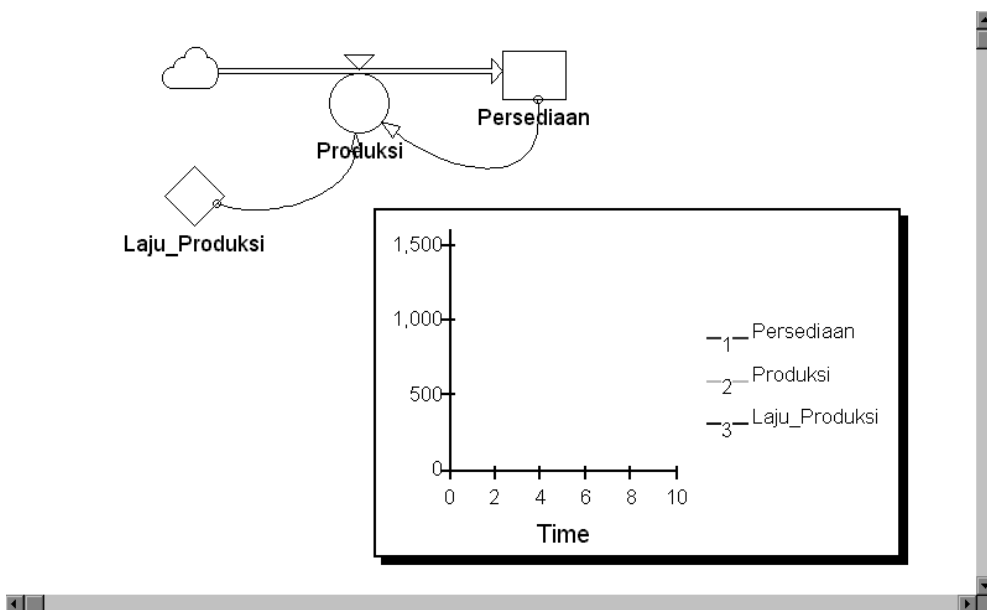 Persediaan
Produksi
Laju_Produksi
1,500
1,000
500
0
1 Persediaan
2 Produksi
3 Laju_Produksi
0 2 4 6 8 10
Time